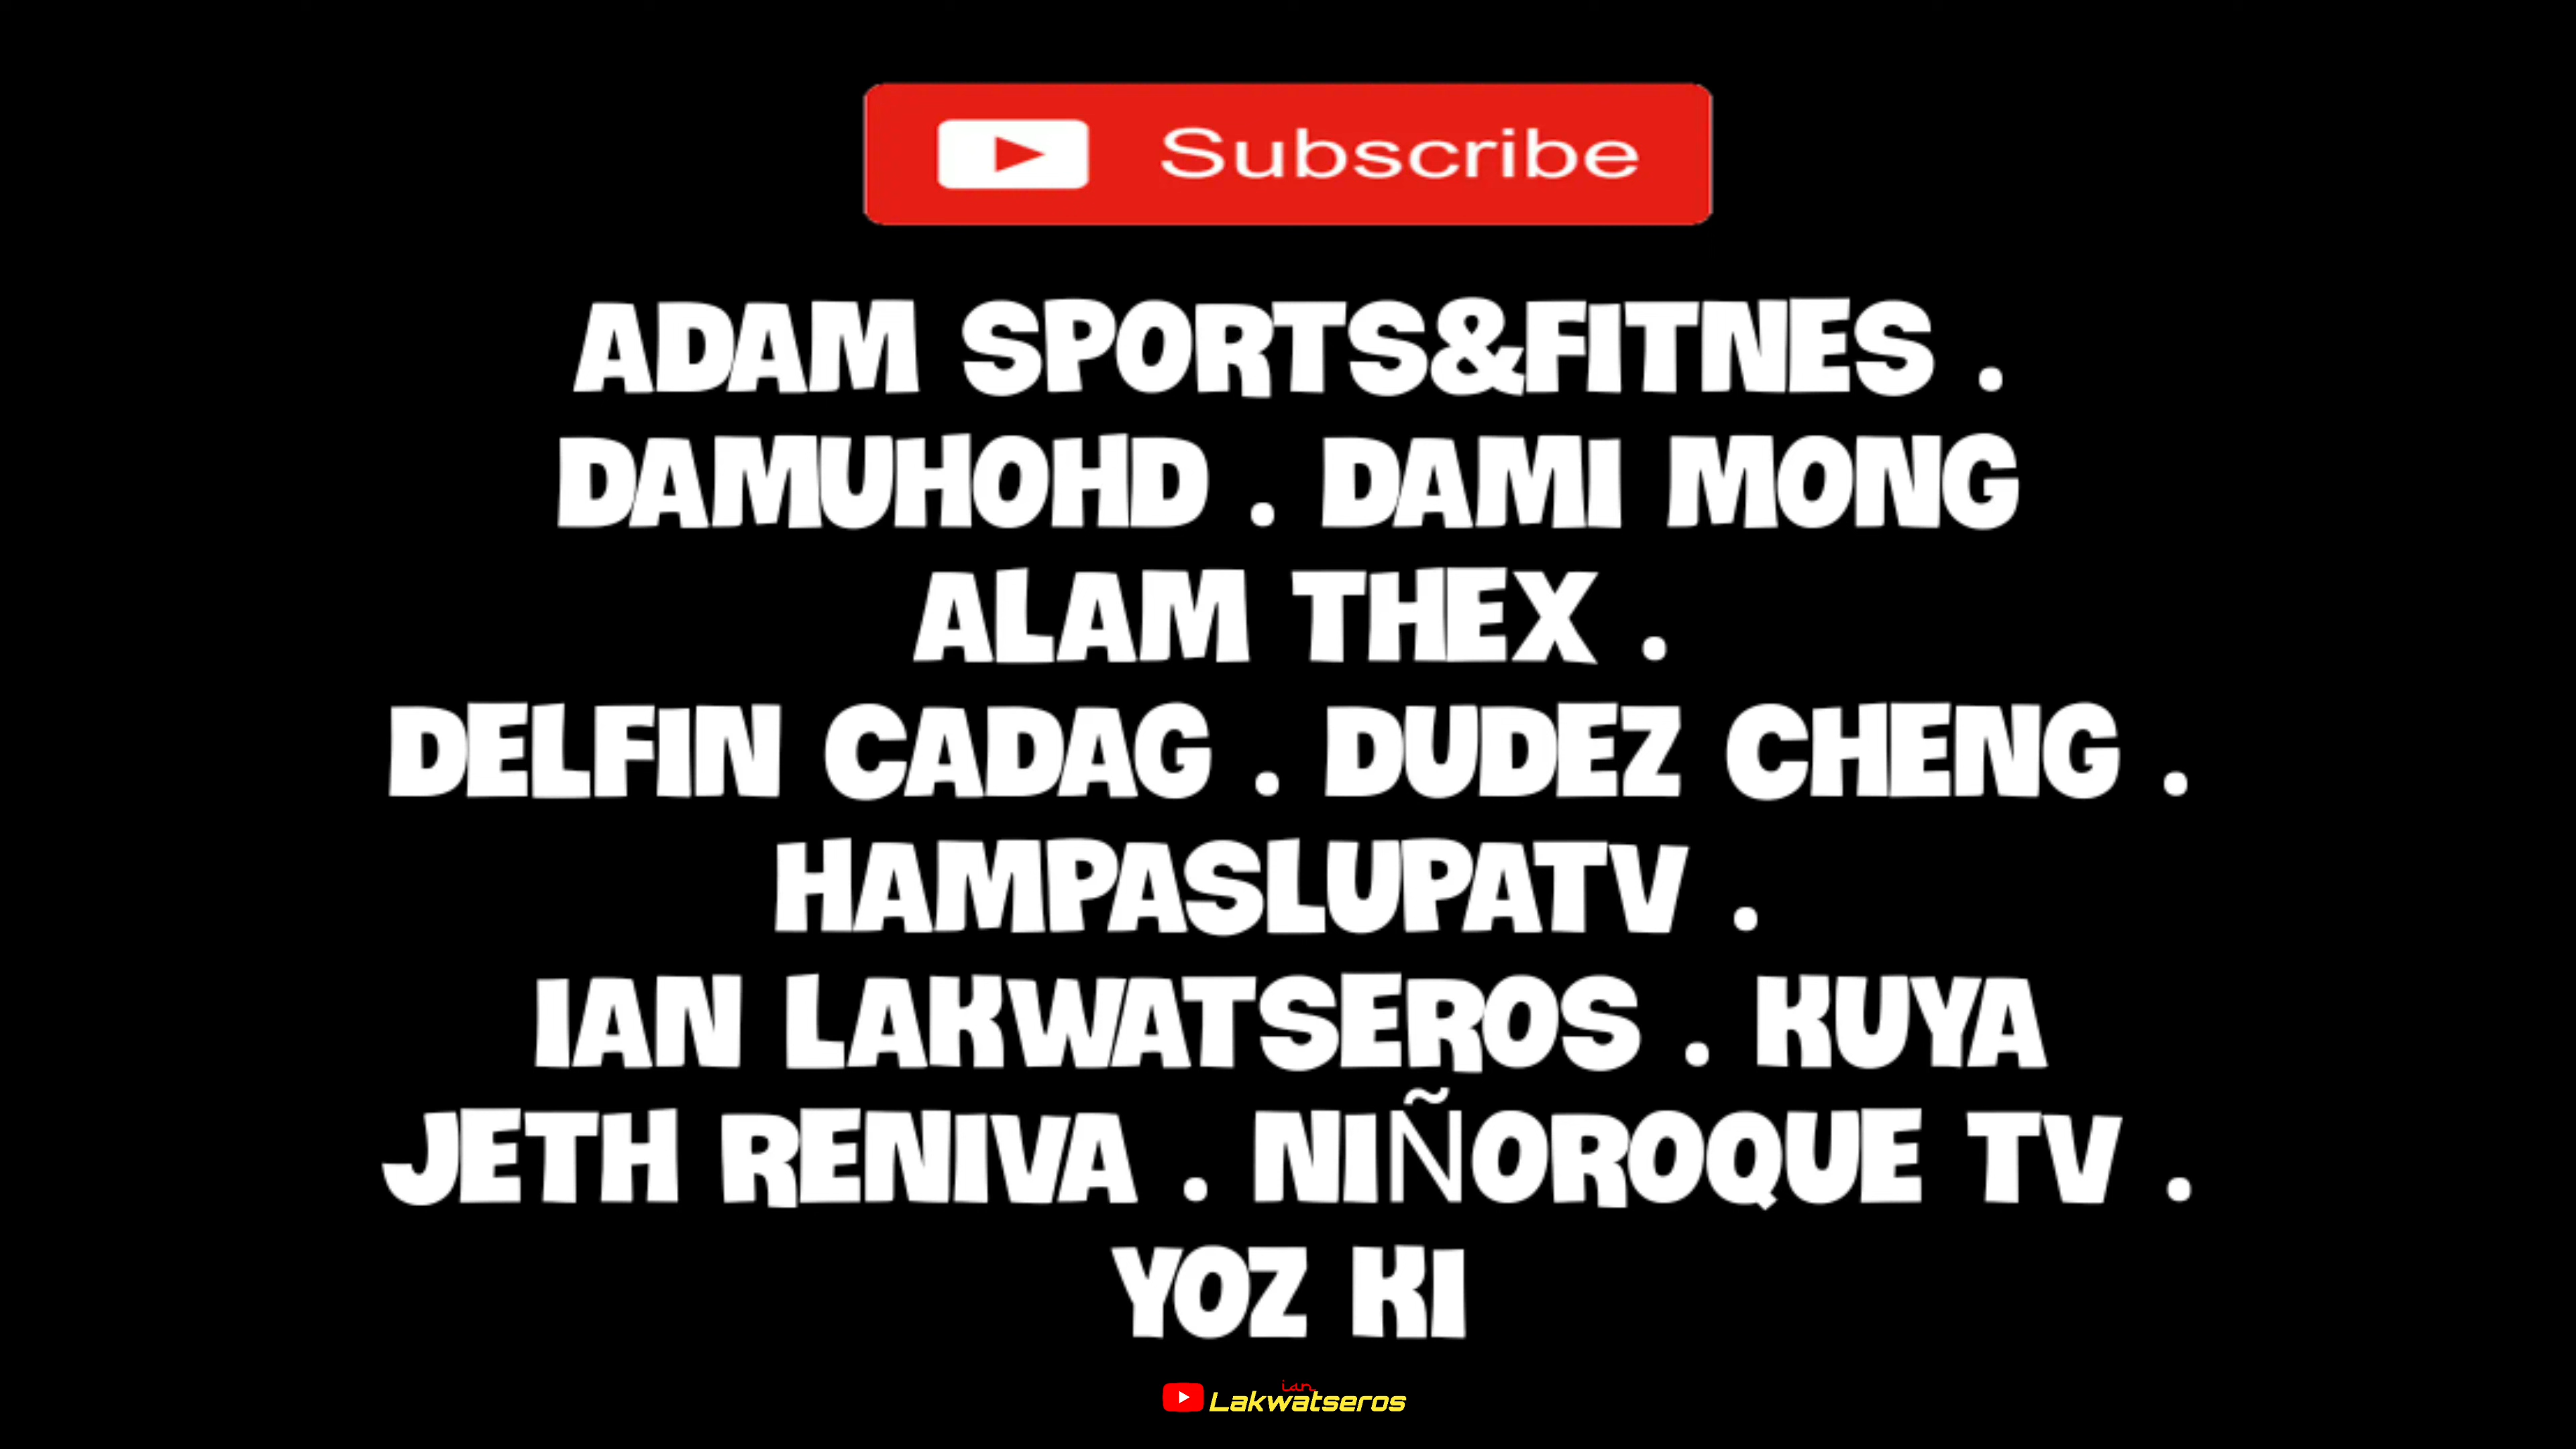 Subscribe
ADAM SPORTS&FITNES .
DAMUHOHD . DAMI MONG
ALAM THEX .
DELFIN CADAG . DUDEZ CHENG .
HAMPASLUPATV .
IAN LAKWATSEROS . KUYA
JETH RENIVA . NIÑOROQUE TV .
YOZ KI
ian
Lakwatseros